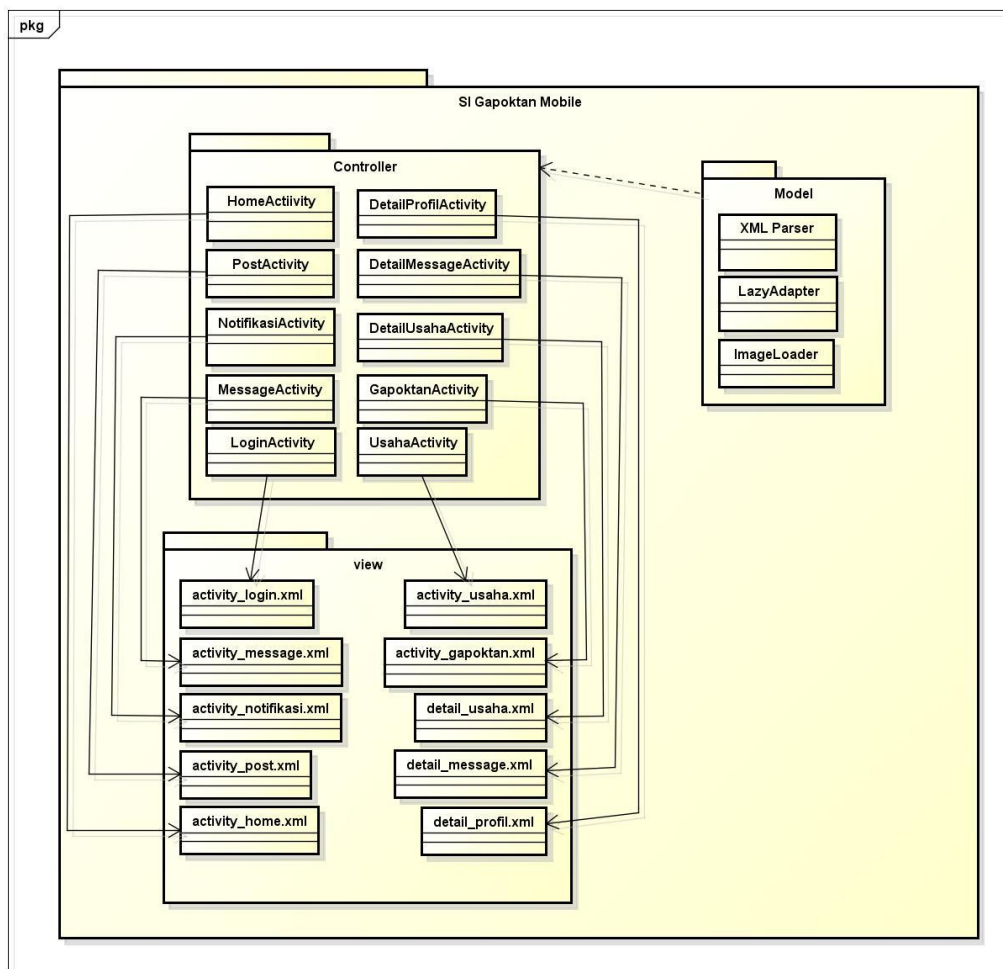 pkg
SI Gapoktan Mobile
Controller
HomeActiivity
DetailProfilActivity
PostActivity
DetailMessageActivity
NotifikasiActivity
DetailUsahaActivity
MessageActivity
GapoktanActivity
LoginActivity
UsahaActivity
Model
XML Parser
LazyAdapter
ImageLoader
view
activity_login.xml
activity_usaha.xml
activity_message.xml
activity_gapoktan.xml
activity_notifikasi.xml
detail_usaha.xml
activity_post.xml
detail_message.xml
activity_home.xml
detail_profil.xml